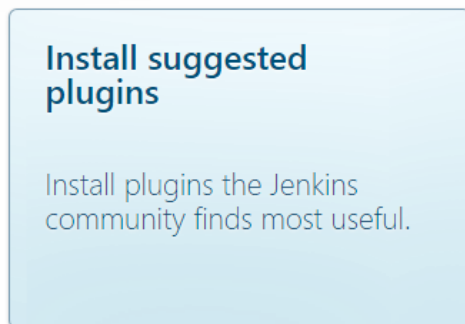 Install suggested
plugins
Install plugins the Jenkins
community finds most useful.